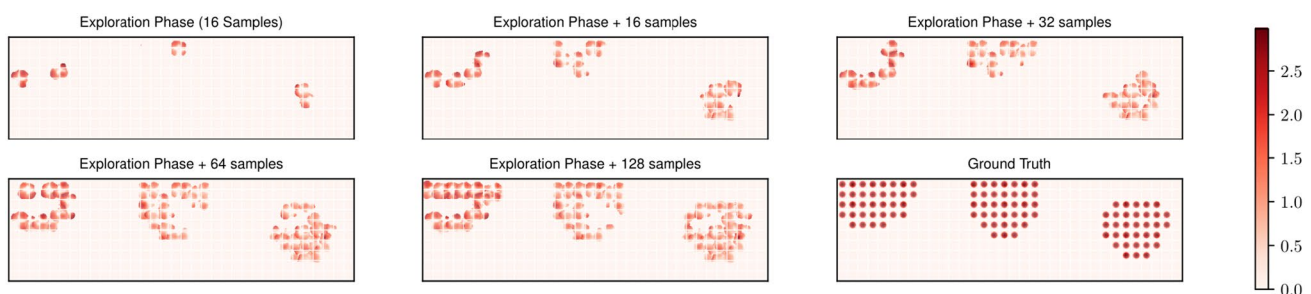 Exploration Phase (16 Samples)
Exploration Phase + 16 samples
Exploration Phase + 32 samples
2.5
2.0
1.5
1.0
0.5
0.0
Exploration Phase + 64 samples
Exploration Phase + 128 samples
Ground Truth